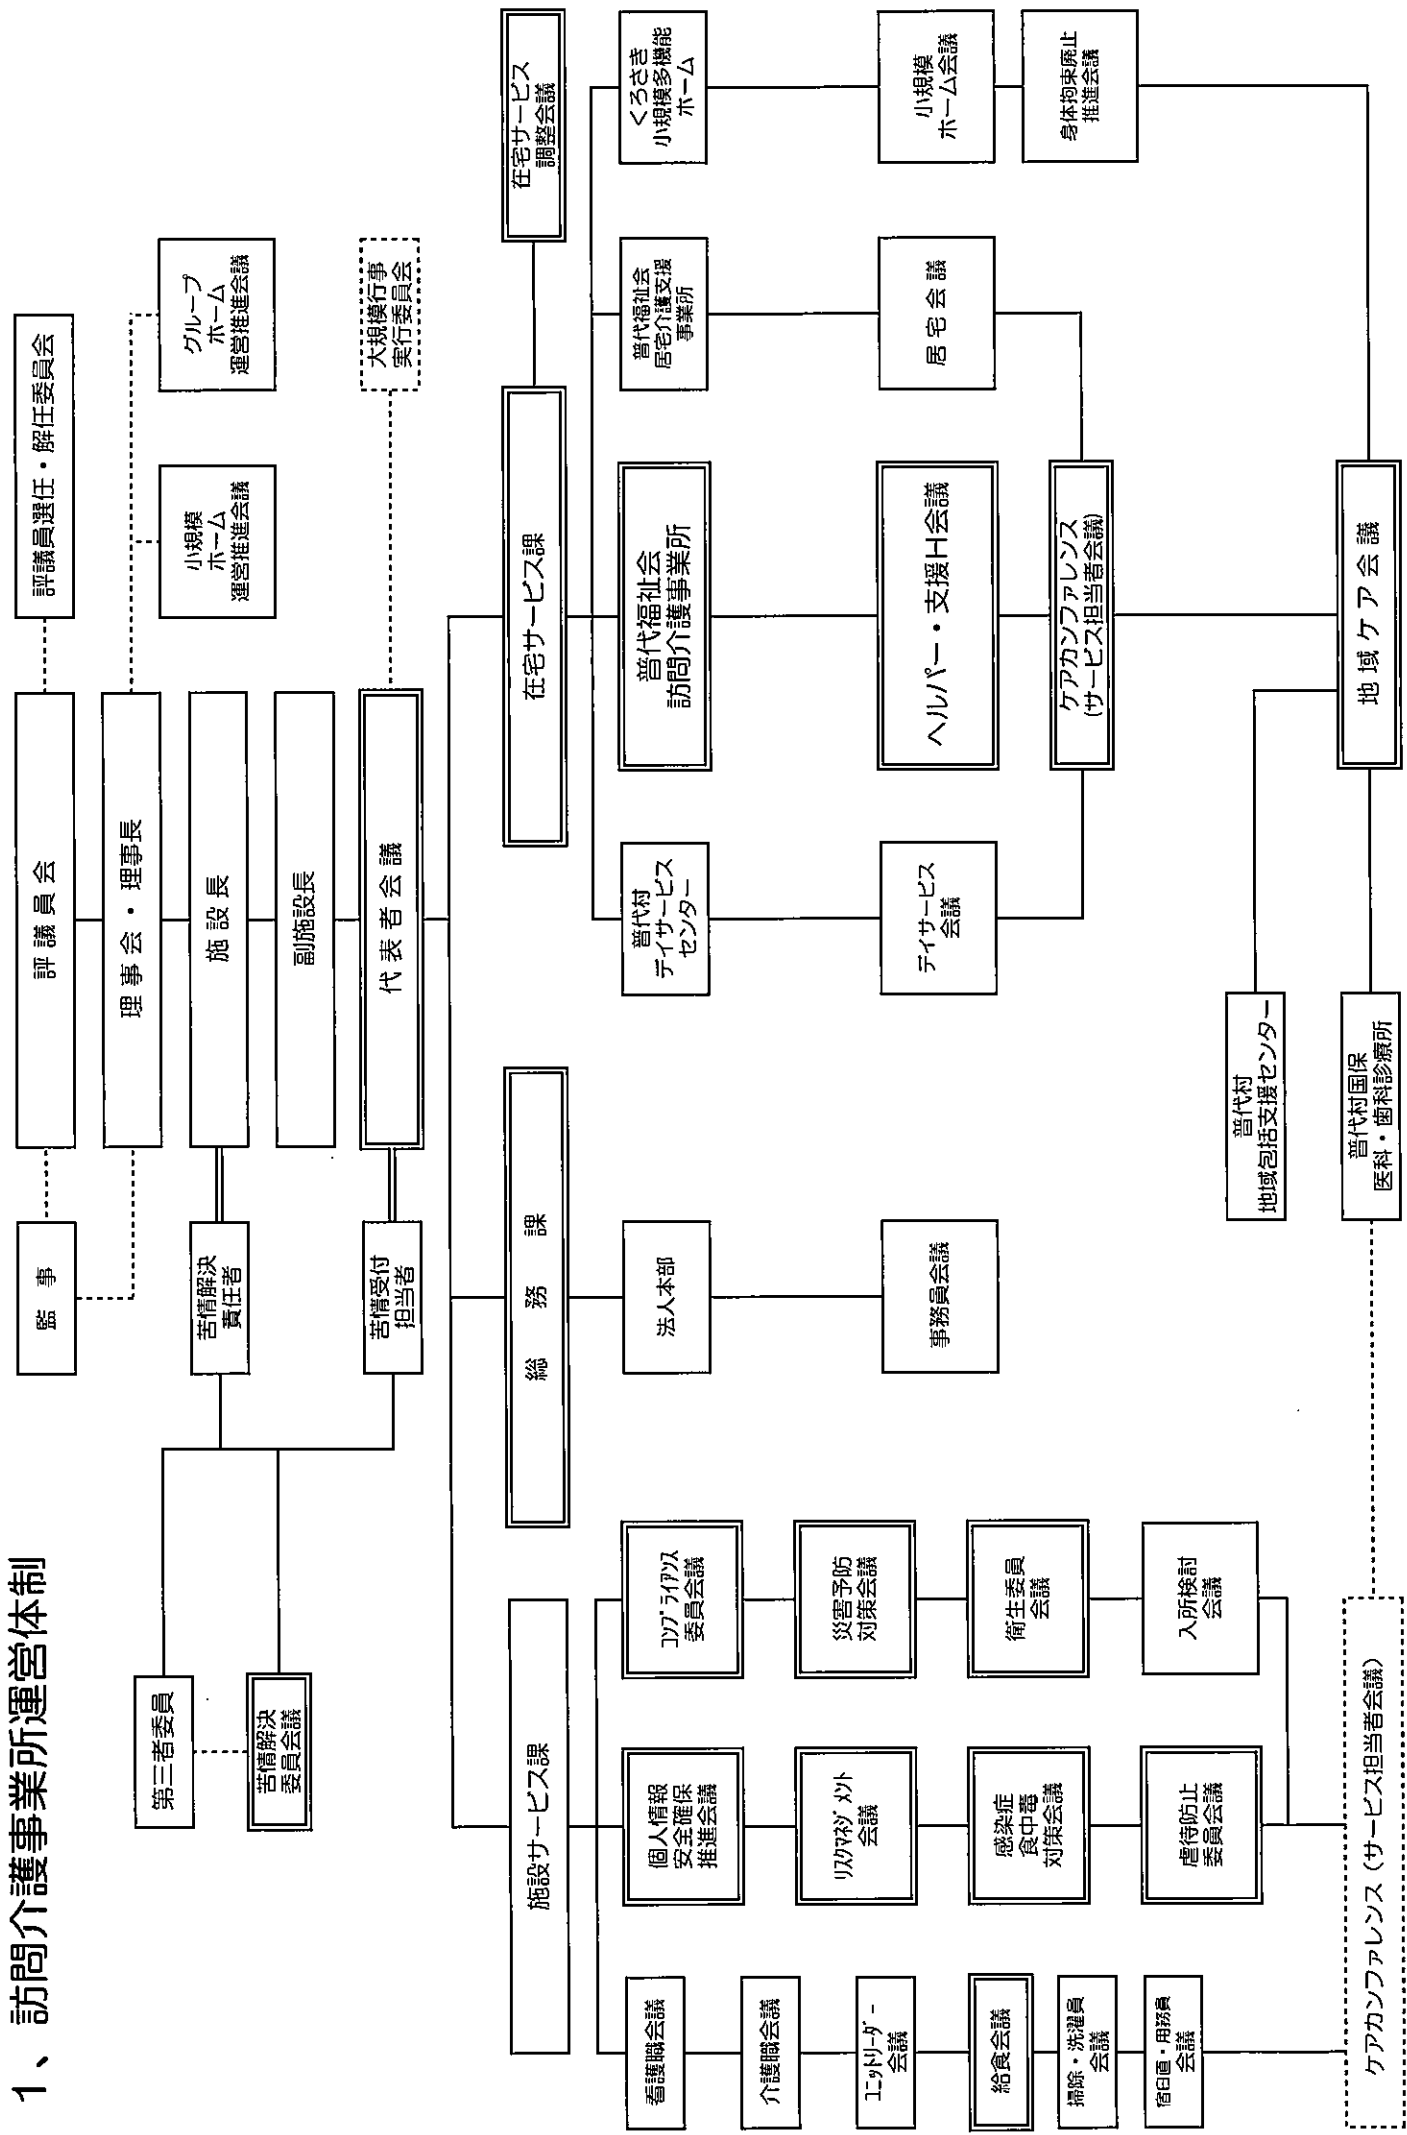 1、訪問介護事業所運営体制
監　事
評 議 員 会
評議員選任・解任委員会
理 事 会 ・ 理 事 長
施　設　長
副施設長
代 表 者 会 議
小規模
ホーム
運営推進会議
グループ
ホーム
運営推進会議
大規模行事
実行委員会
苦情解決
責任者
苦情受付
担当者
第三者委員
苦情解決
委員会議
施設サービス課
総　務　課
在宅サービス課
在宅サービス
調整会議
看護職会議
介護職会議
ユニットリーダー
会議
給食会議
掃除・洗濯員
会議
宿日直・用務員
会議
個人情報
安全確保
推進会議
リスクマネジメント
会議
感染症
食中毒
対策会議
虐待防止
委員会議
コンプライアンス
委員会議
災害予防
対策会議
衛生委員
会議
入所検討
会議
法人本部
事務員会議
普代村
デイサービス
センター
デイサービス
会議
普代福祉会
訪問介護事業所
ヘルパー・支援H会議
普代福祉会
居宅介護支援
事業所
居 宅 会 議
くろさき
小規模多機能
ホーム
小規模
ホーム会議
身体拘束廃止
推進会議
ケアカンファレンス
(サービス担当者会議)
普代村
地域包括支援センター
普代村国保
医科・歯科診療所
地 域 ケ ア 会 議
ケアカンファレンス（サービス担当者会議）